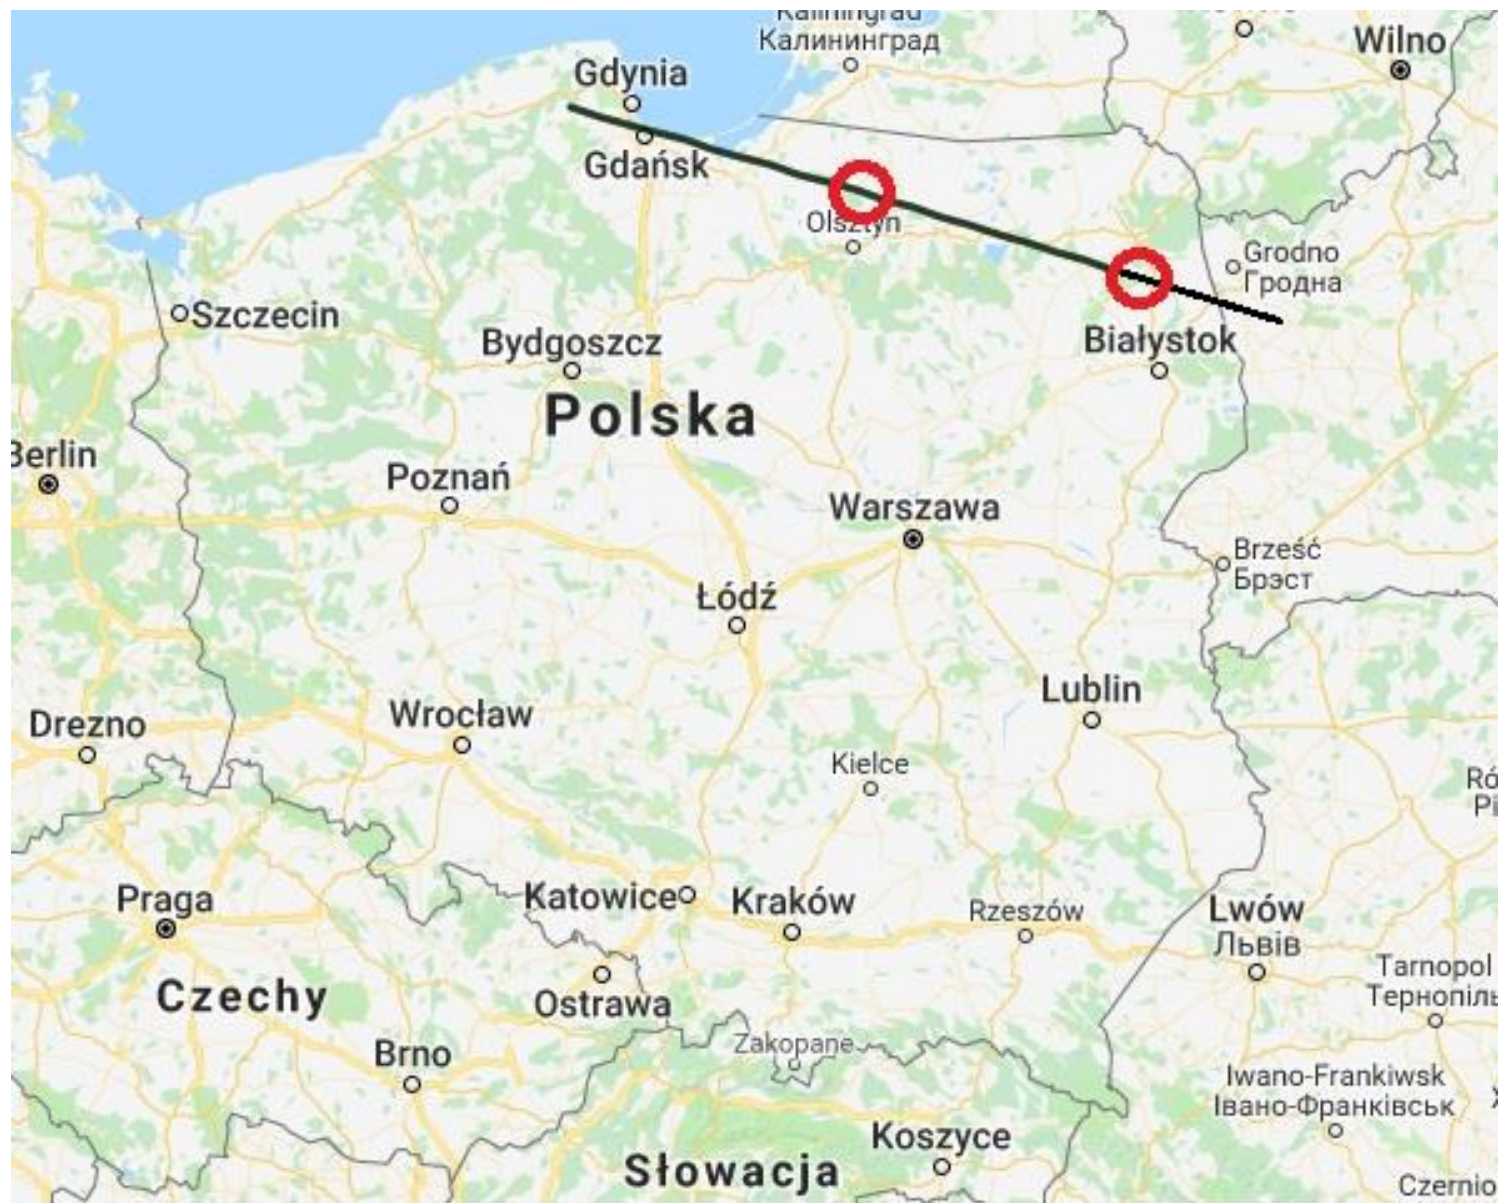 Kaliningrad
Калининград
Wilno
Gdynia
Gdańsk
Olsztyn
Grodno
Гродна
Szczecin
Bydgoszcz
Białystok
Polska
Berlin
Poznań
Warszawa
Brześć
Брэст
Łódź
Lublin
Drezno
Wrocław
Kielce
Ró
Рі
Praga
Katowice
Kraków
Rzeszów
Lwów
Львів
Czechy
Ostrawa
Tarnopol
Тернопіль
Zakopane
Brno
Iwano-Frankiwsk
Івано-Франківськ
Koszyce
Słowacja
Czernio